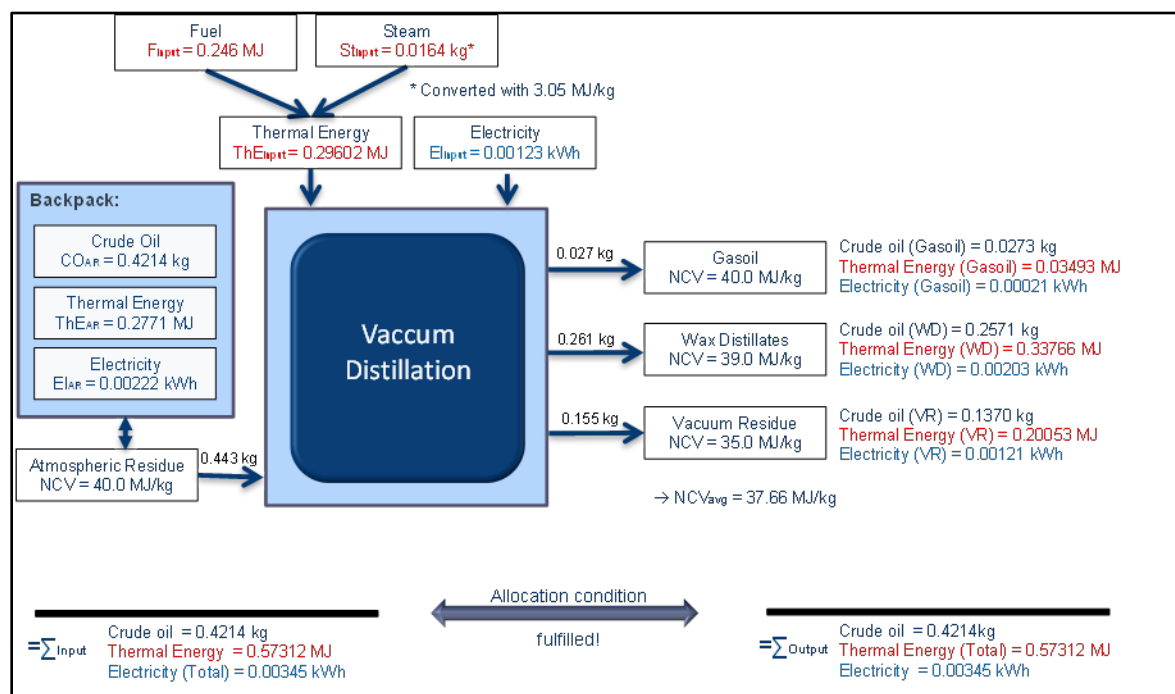 Fuel
FInput = 0.246 MJ
Steam
StInput = 0.0164 kg*
* Converted with 3.05 MJ/kg
Thermal Energy
ThEInput = 0.29602 MJ
Electricity
ElInput = 0.00123 kWh
Backpack:
Crude Oil
COAR = 0.4214 kg
Thermal Energy
ThEAR = 0.2771 MJ
Electricity
ElAR = 0.00222 kWh
Atmospheric Residue
NCV = 40.0 MJ/kg
0.443 kg
Vaccum
Distillation
0.027 kg
Gasoil
NCV = 40.0 MJ/kg
Crude oil (Gasoil) = 0.0273 kg
Thermal Energy (Gasoil) = 0.03493 MJ
Electricity (Gasoil) = 0.00021 kWh
0.261 kg
Wax Distillates
NCV = 39.0 MJ/kg
Crude oil (WD) = 0.2571 kg
Thermal Energy (WD) = 0.33766 MJ
Electricity (WD) = 0.00203 kWh
0.155 kg
Vacuum Residue
NCV = 35.0 MJ/kg
Crude oil (VR) = 0.1370 kg
Thermal Energy (VR) = 0.20053 MJ
Electricity (VR) = 0.00121 kWh
→ NCVavg = 37.66 MJ/kg
=∑Input
Crude oil = 0.4214 kg
Thermal Energy = 0.57312 MJ
Electricity (Total) = 0.00345 kWh
Allocation condition
fulfilled!
=∑Output
Crude oil = 0.4214kg
Thermal Energy (Total) = 0.57312 MJ
Electricity = 0.00345 kWh